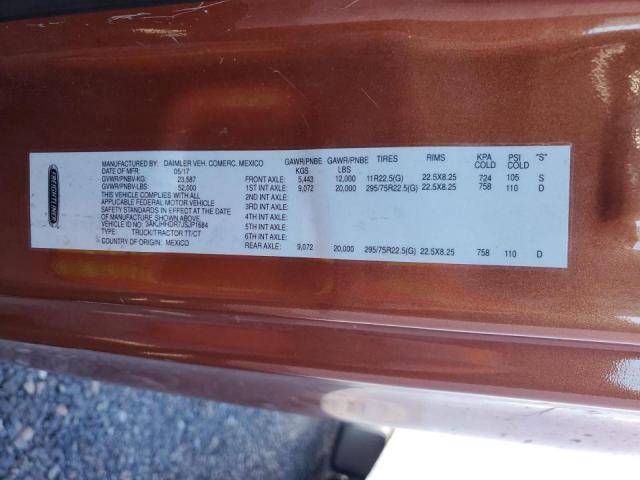 FREIGHTLINER
MANUFACTURED BY: DAIMLER VEH. COMERC. MEXICO
DATE OF MFR: 05/17
GVWR/PNBV-KG: 23,587
GVWR/PNBV-LBS: 52,000
THIS VEHICLE COMPLIES WITH ALL
APPLICABLE FEDERAL MOTOR VEHICLE
SAFETY STANDARDS IN EFFECT ON DATE
OF MANUFACTURE SHOWN ABOVE.
VEHICLE ID NO: 3AKJHHDR7JSJP1684
TYPE: TRUCK/TRACTOR TT/CT
COUNTRY OF ORIGIN: MEXICO
GAWR/PNBE GAWR/PNBE TIRES RIMS KPA PSI "S"
KGS LBS COLD COLD
FRONT AXLE: 5,443 12,000 11R22.5(G) 22.5X8.25 724 105 S
1ST INT AXLE: 9,072 20,000 295/75R22.5(G) 22.5X8.25 758 110 D
2ND INT AXLE:
3RD INT AXLE:
4TH INT AXLE:
5TH INT AXLE:
6TH INT AXLE:
REAR AXLE: 9,072 20,000 295/75R22.5(G) 22.5X8.25 758 110 D